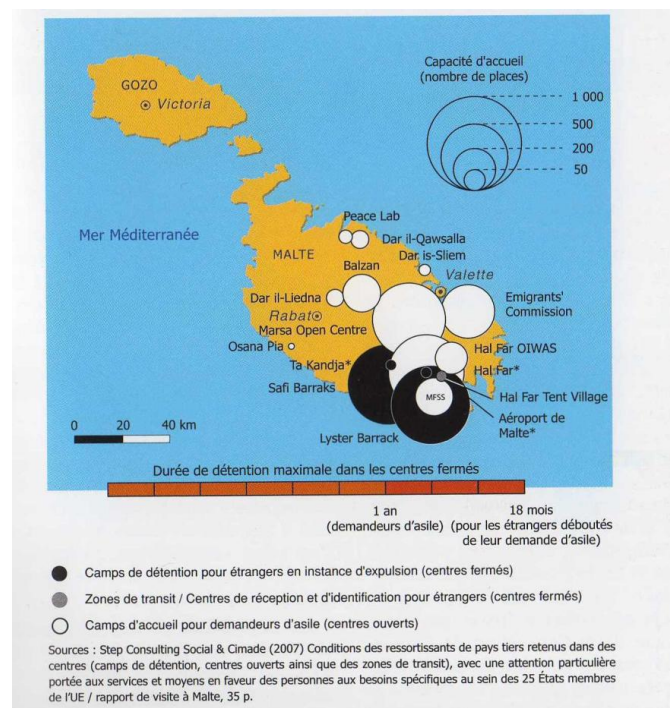 GOZO
Victoria
Capacité d'accueil
(nombre de places)
1 000
500
200
50
Mer Méditerranée
Peace Lab
Dar il-Qawsalla
MALTE
Dar is-Sliem
Balzan
Valette
Dar il-Liedna
Emigrants'
Commission
Rabat
Marsa Open Centre
Osana Pia
Hal Far OIWAS
Ta Kandja*
Hal Far*
Safi Barraks
MFSS
Hal Far Tent Village
Aéroport de
Malte*
Lyster Barrack
0 20 40 km
Durée de détention maximale dans les centres fermés
1 an
(demandeurs d'asile)
18 mois
(pour les étrangers déboutés
de leur demande d'asile)
Camps de détention pour étrangers en instance d'expulsion (centres fermés)
Zones de transit / Centres de réception et d'identification pour étrangers (centres fermés)
Camps d'accueil pour demandeurs d'asile (centres ouverts)
Sources : Step Consulting Social & Cimade (2007) Conditions des ressortissants de pays tiers retenus dans des
centres (camps de détention, centres ouverts ainsi que des zones de transit), avec une attention particulière
portée aux services et moyens en faveur des personnes aux besoins spécifiques au sein des 25 États membres
de l'UE / rapport de visite à Malte, 35 p.